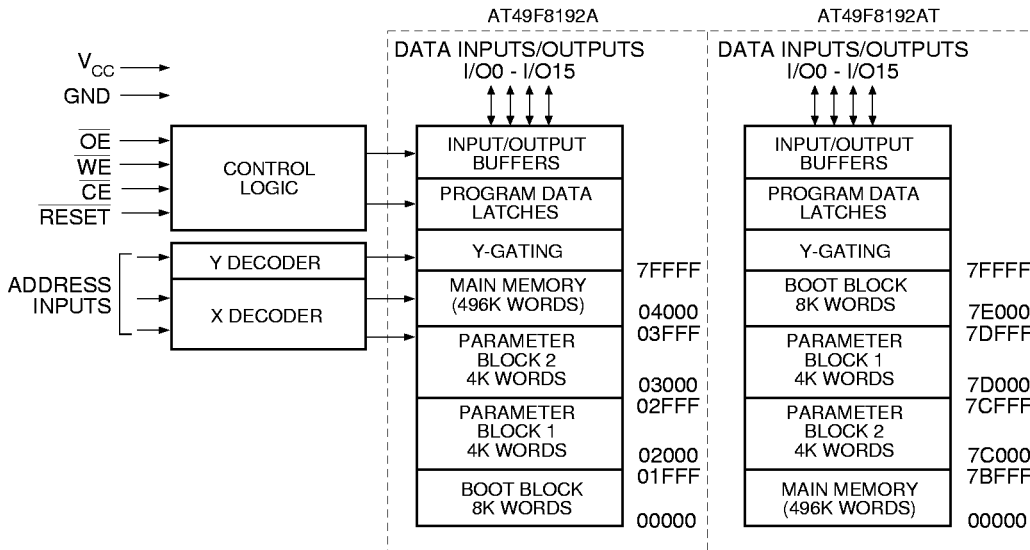 AT49F8192A
AT49F8192AT
DATA INPUTS/OUTPUTS
I/O0 - I/O15
DATA INPUTS/OUTPUTS
I/O0 - I/O15
VCC
GND
OE
WE
CE
RESET
CONTROL
LOGIC
ADDRESS
INPUTS
Y DECODER
X DECODER
INPUT/OUTPUT
BUFFERS
PROGRAM DATA
LATCHES
Y-GATING
MAIN MEMORY
(496K WORDS)
PARAMETER
BLOCK 2
4K WORDS
PARAMETER
BLOCK 1
4K WORDS
BOOT BLOCK
8K WORDS
7FFFF
04000
03FFF
03000
02FFF
02000
01FFF
00000
INPUT/OUTPUT
BUFFERS
PROGRAM DATA
LATCHES
Y-GATING
BOOT BLOCK
8K WORDS
PARAMETER
BLOCK 1
4K WORDS
PARAMETER
BLOCK 2
4K WORDS
MAIN MEMORY
(496K WORDS)
7FFFF
7E000
7DFFF
7D000
7CFFF
7C000
7BFFF
00000